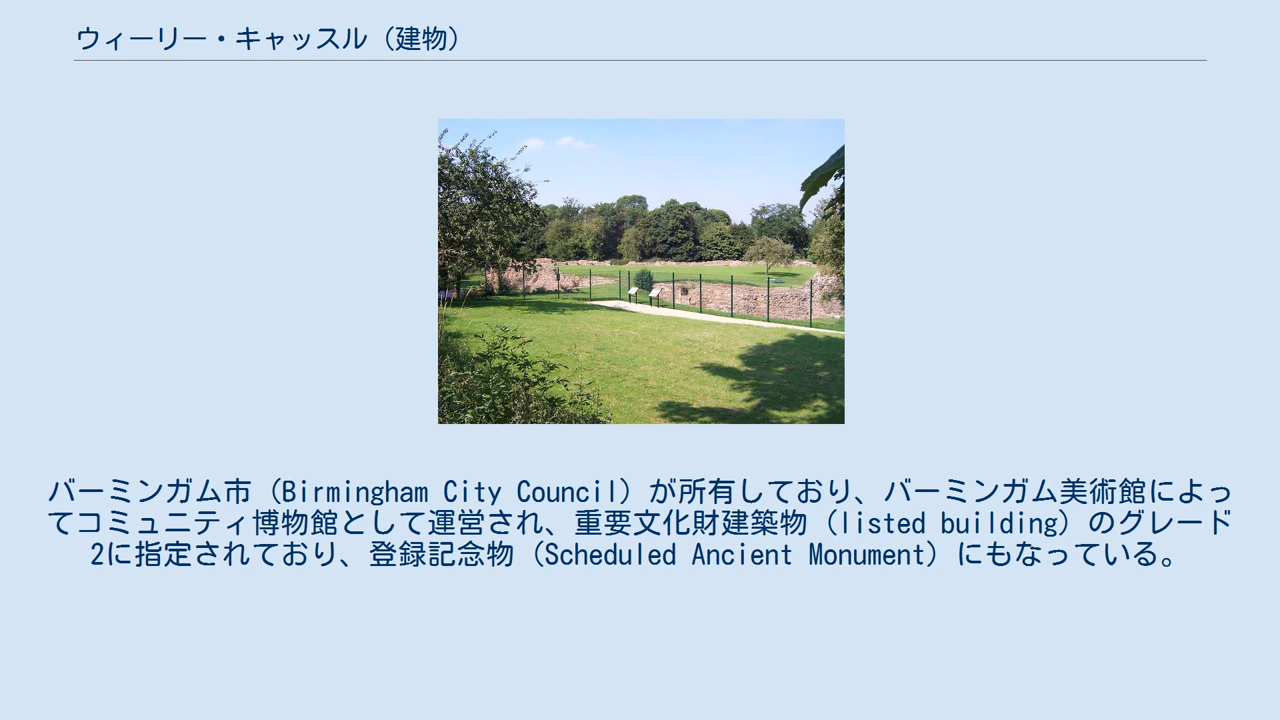 ウィーリー・キャッスル（建物）
バーミンガム市（Birmingham City Council）が所有しており、バーミンガム美術館によっ
てコミュニティ博物館として運営され、重要文化財建築物（listed building）のグレード
2に指定されており、登録記念物（Scheduled Ancient Monument）にもなっている。